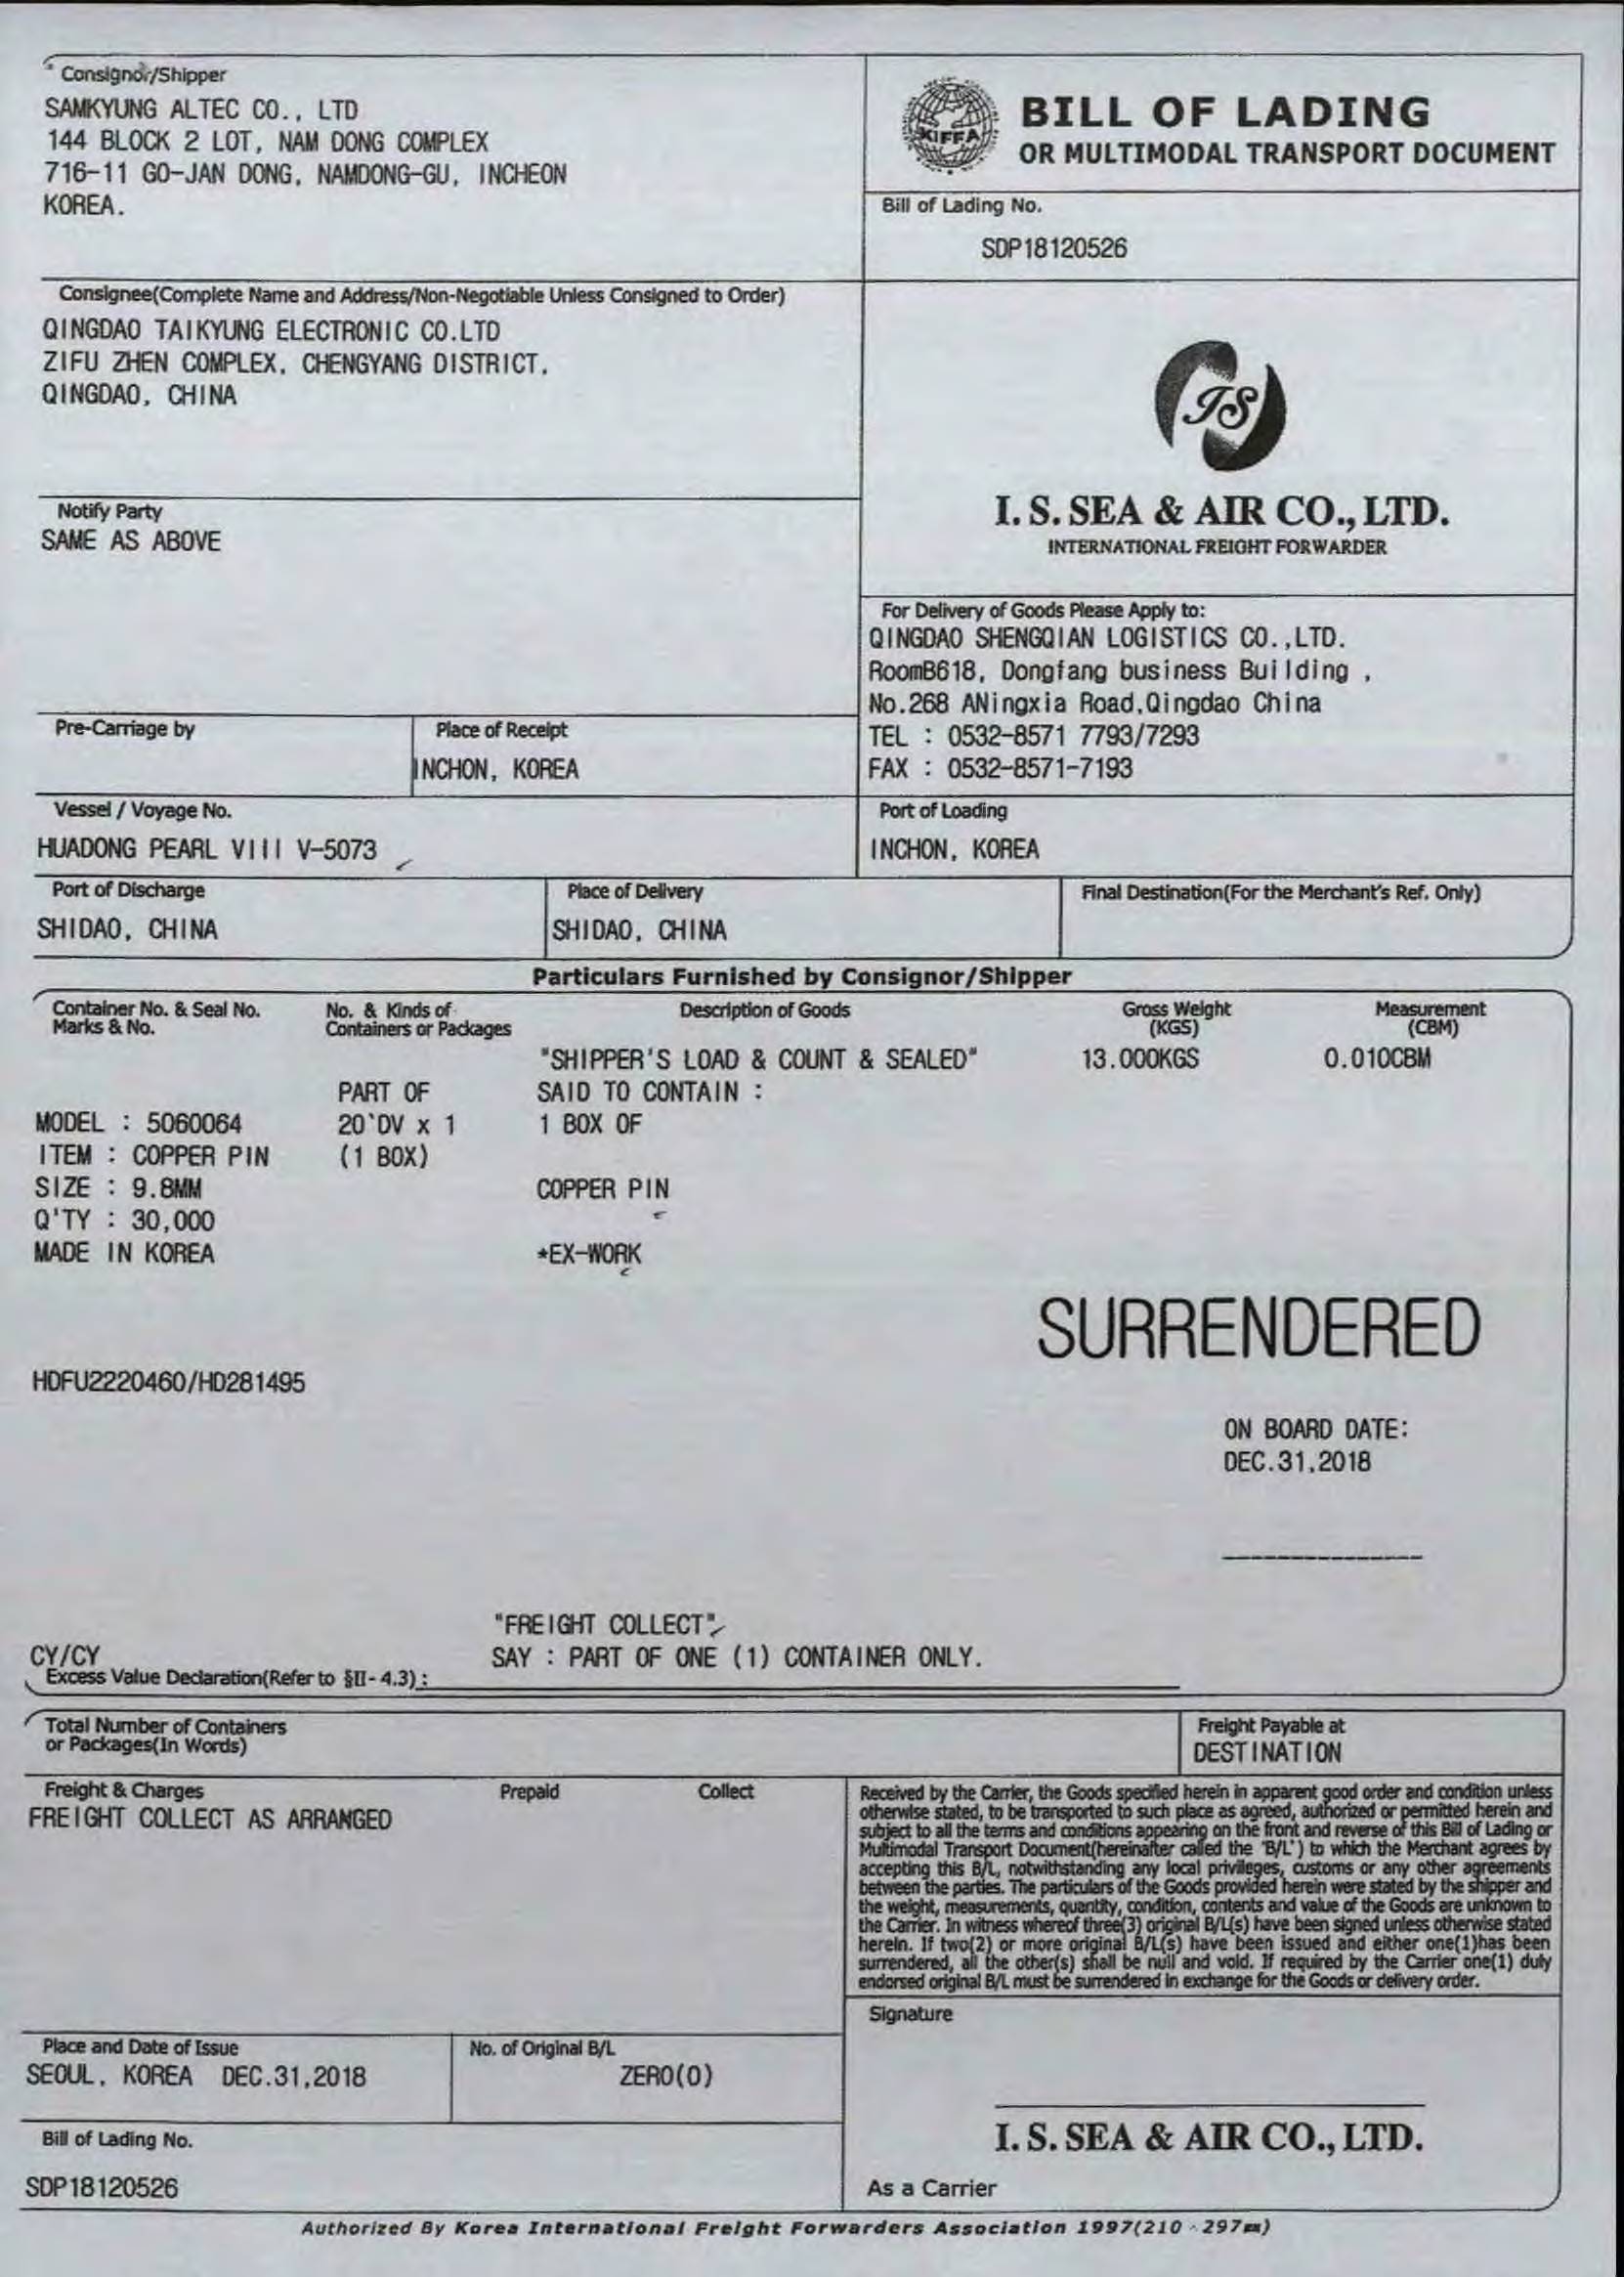 Consignor/Shipper
SAMKYUNG ALTEC CO., LTD
144 BLOCK 2 LOT, NAM DONG COMPLEX
716-11 GO-JAN DONG, NAMDONG-GU, INCHEON
KOREA.
KIFFA
BILL OF LADING
OR MULTIMODAL TRANSPORT DOCUMENT
Bill of Lading No.
SDP18120526
Consignee(Complete Name and Address/Non-Negotiable Unless Consigned to Order)
QINGDAO TAIKYUNG ELECTRONIC CO.LTD
ZIFU ZHEN COMPLEX, CHENGYANG DISTRICT,
QINGDAO, CHINA
IS
I. S. SEA & AIR CO., LTD.
INTERNATIONAL FREIGHT FORWARDER
Notify Party
SAME AS ABOVE
For Delivery of Goods Please Apply to:
QINGDAO SHENGQIAN LOGISTICS CO.,LTD.
RoomB618, Dongfang business Building ,
No.268 ANingxia Road,Qingdao China
TEL : 0532-8571 7793/7293
FAX : 0532-8571-7193
Pre-Carriage by
Place of Receipt
INCHON, KOREA
Vessel / Voyage No.
HUADONG PEARL VIII V-5073
Port of Loading
INCHON, KOREA
Port of Discharge
SHIDAO, CHINA
Place of Delivery
SHIDAO, CHINA
Final Destination(For the Merchant's Ref. Only)
Particulars Furnished by Consignor/Shipper
Container No. & Seal No.
Marks & No.
No. & Kinds of
Containers or Packages
Description of Goods
Gross Weight
(KGS)
Measurement
(CBM)
"SHIPPER'S LOAD & COUNT & SEALED" 13.000KGS 0.010CBM
PART OF SAID TO CONTAIN :
MODEL : 5060064 20`DV x 1 1 BOX OF
ITEM : COPPER PIN (1 BOX)
SIZE : 9.8MM COPPER PIN
Q'TY : 30,000
MADE IN KOREA *EX-WORK
SURRENDERED
HDFU2220460/HD281495
ON BOARD DATE:
DEC.31,2018
"FREIGHT COLLECT"
CY/CY SAY : PART OF ONE (1) CONTAINER ONLY.
Excess Value Declaration(Refer to §II- 4.3) :
Total Number of Containers
or Packages(In Words)
Freight Payable at
DESTINATION
Freight & Charges Prepaid Collect
FREIGHT COLLECT AS ARRANGED
Received by the Carrier, the Goods specified herein in apparent good order and condition unless
otherwise stated, to be transported to such place as agreed, authorized or permitted herein and
subject to all the terms and conditions appearing on the front and reverse of this Bill of Lading or
Multimodal Transport Document(hereinafter called the 'B/L') to which the Merchant agrees by
accepting this B/L, notwithstanding any local privileges, customs or any other agreements
between the parties. The particulars of the Goods provided herein were stated by the shipper and
the weight, measurements, quantity, condition, contents and value of the Goods are unknown to
the Carrier. In witness whereof three(3) original B/L(s) have been signed unless otherwise stated
herein. If two(2) or more original B/L(s) have been issued and either one(1)has been
surrendered, all the other(s) shall be null and void. If required by the Carrier one(1) duly
endorsed original B/L must be surrendered in exchange for the Goods or delivery order.
Signature
Place and Date of Issue
SEOUL, KOREA DEC.31,2018
No. of Original B/L
ZERO(0)
Bill of Lading No.
SDP18120526
I. S. SEA & AIR CO., LTD.
As a Carrier
Authorized By Korea International Freight Forwarders Association 1997(210 × 297㎜)